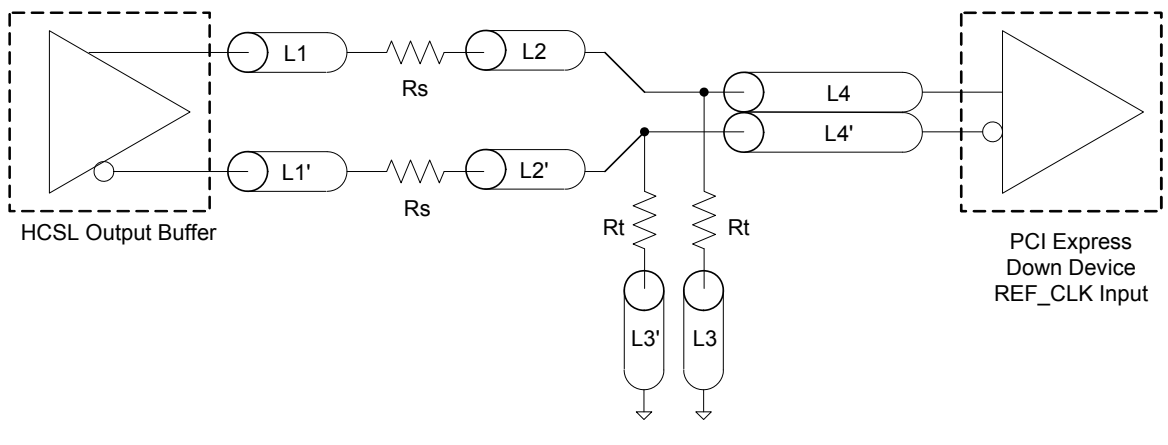 L1
Rs
L2
L4
L4'
L1'
Rs
L2'
HCSL Output Buffer
Rt
Rt
L3'
L3
PCI Express
Down Device
REF_CLK Input